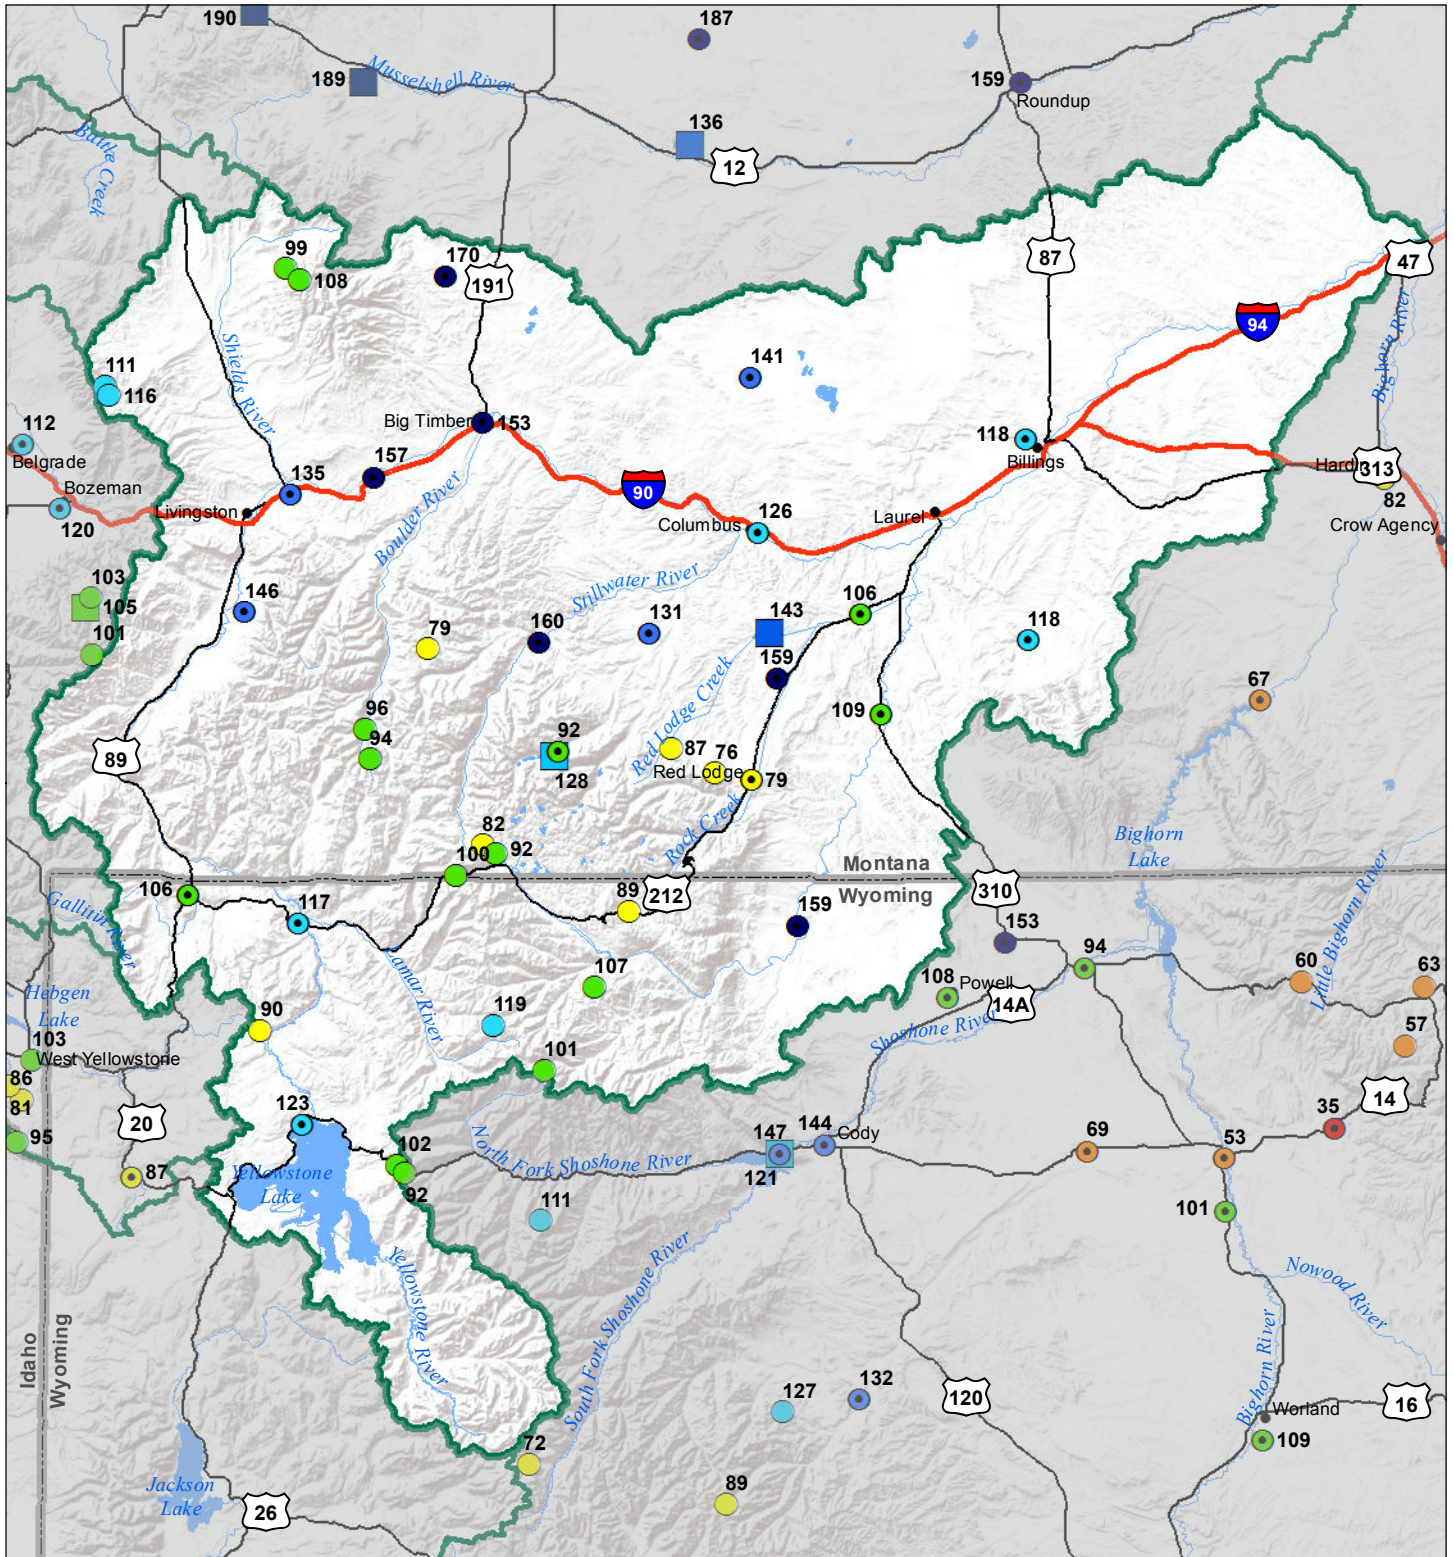 190
187
189
Musselshell River
159
Roundup
136
12
Battle
Creek
99
108
170
191
87
47
94
Bighorn River
Shields River
111
116
141
112
Belgrade
Big Timber
153
118
Billings
Hardin
313
82
157
135
90
Bozeman
120
Livingston
Columbus
126
Laurel
Crow Agency
Boulder River
Stillwater River
103
105
101
146
79
160
131
143
106
118
159
Red Lodge Creek
67
109
96
94
89
92
128
87
76
Red Lodge
79
Rock Creek
82
92
100
Bighorn
Lake
Montana
Wyoming
Little Bighorn River
106
Gallitin River
117
89
212
310
159
153
94
Lamar River
107
108
Powell
14A
60
63
Hebgen
Lake
90
119
Shoshone River
57
103
West Yellowstone
101
86
81
20
14
35
95
123
102
92
North Fork Shoshone River
147
121
144
Cody
69
53
87
Yellowstone
Lake
111
101
Yellowstone River
South Fork Shoshone River
Nowood River
Idaho
Wyoming
127
132
120
Bighorn River
16
Worland
109
72
89
Jackson
Lake
26